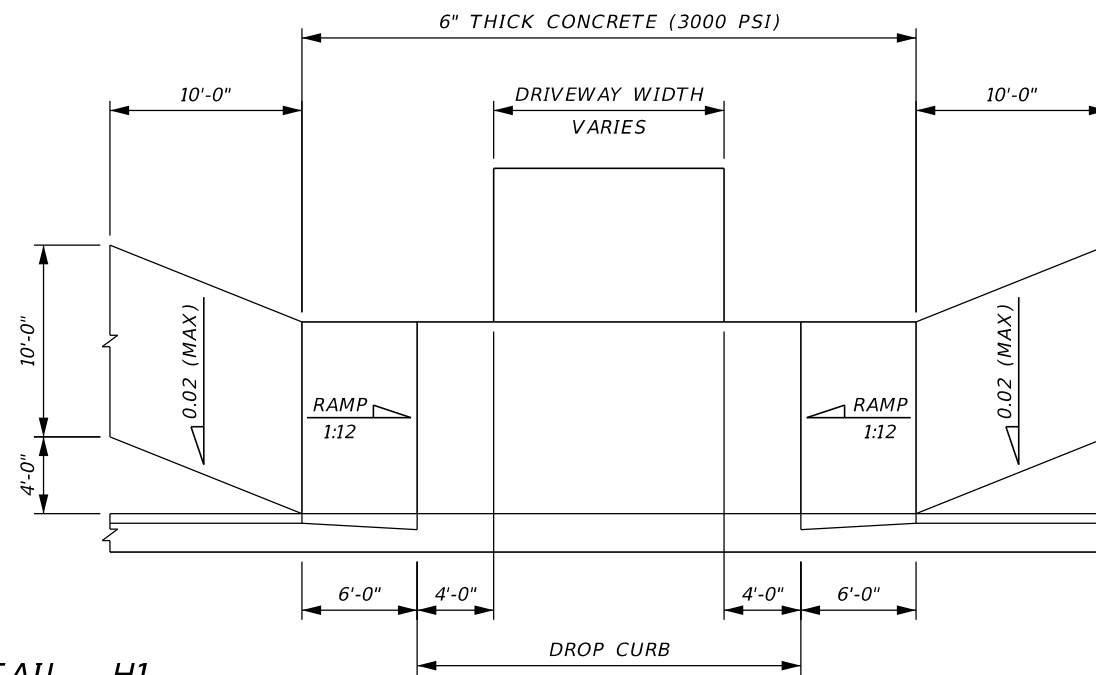 6" THICK CONCRETE (3000 PSI)
10'-0"
DRIVEWAY WIDTH
VARIES
10'-0"
10'-0"
0.02 (MAX)
RAMP
1:12
RAMP
1:12
0.02 (MAX)
4'-0"
6'-0"
4'-0"
4'-0"
6'-0"
DROP CURB
H1